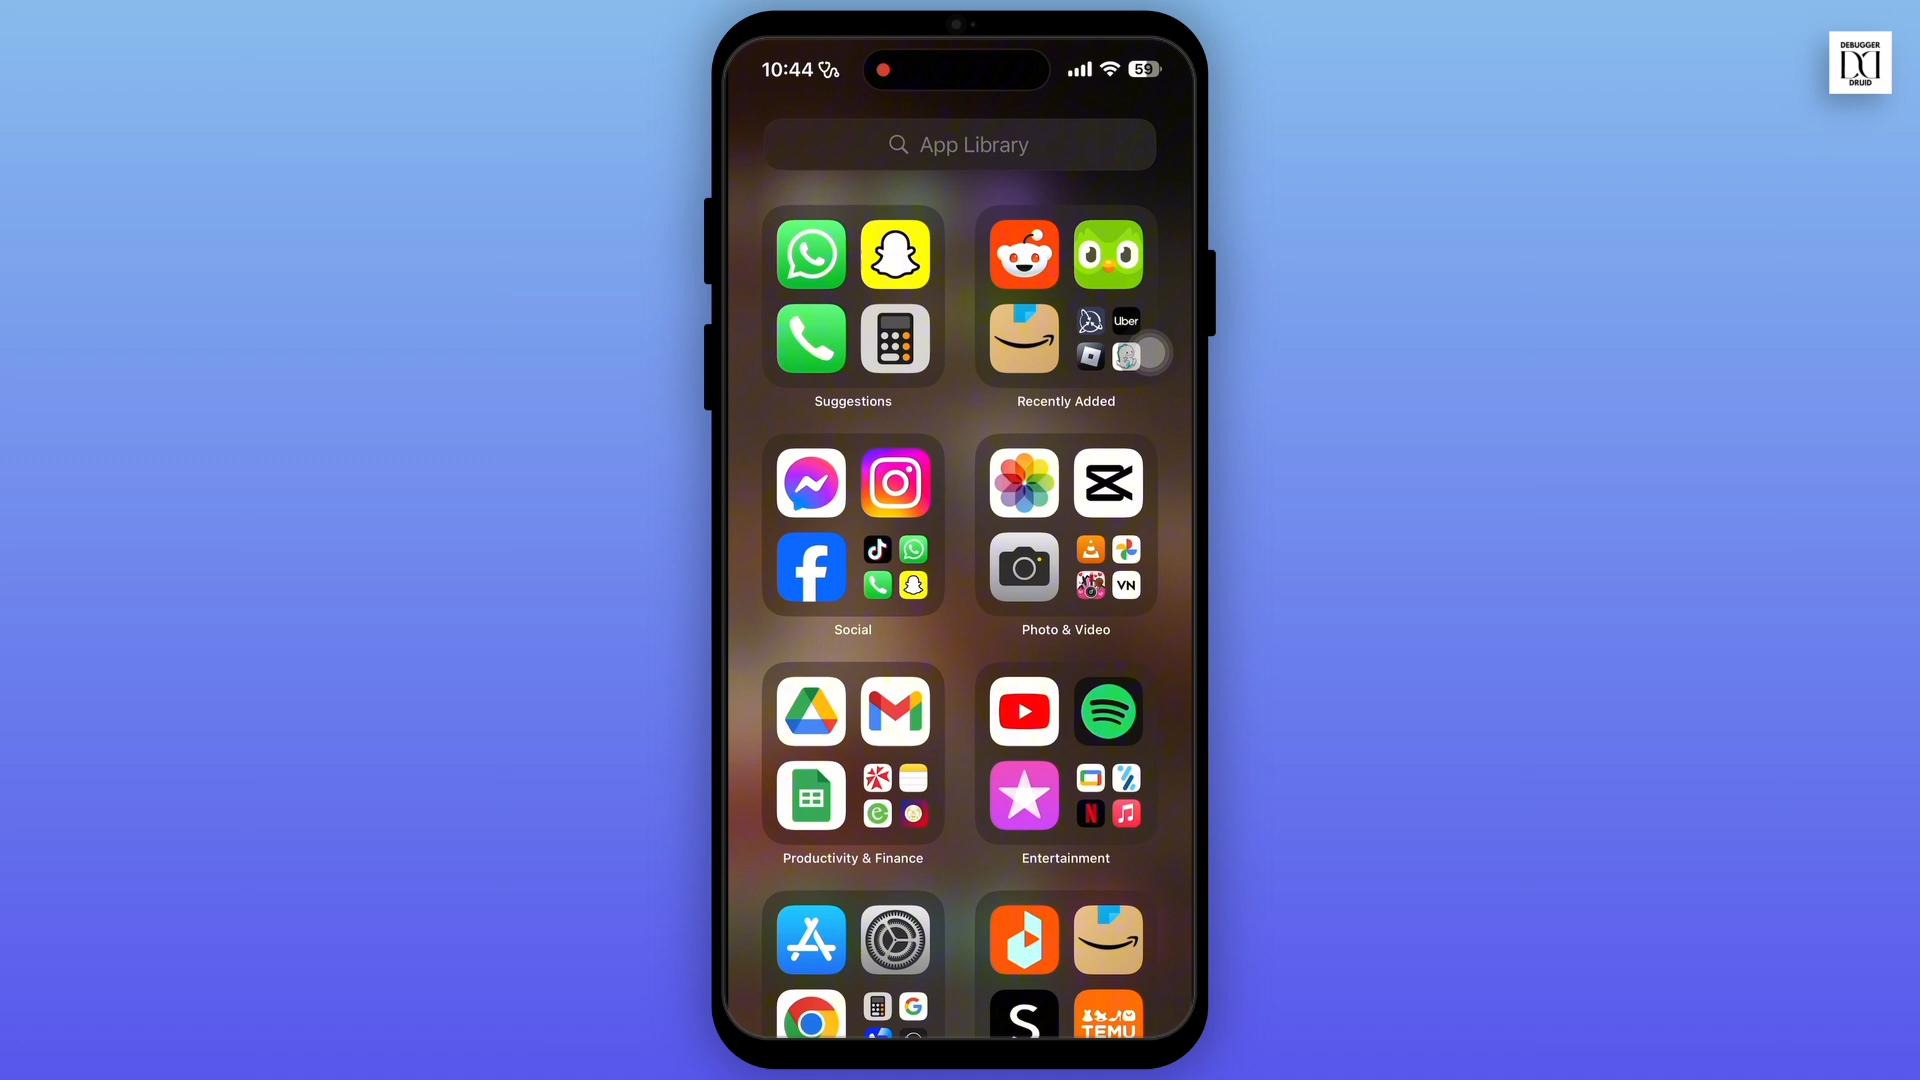 DEBUGGER
DRUID
10:44
59
App Library
Uber
Suggestions
Recently Added
VN
Social
Photo & Video
Productivity & Finance
Entertainment
TEMU